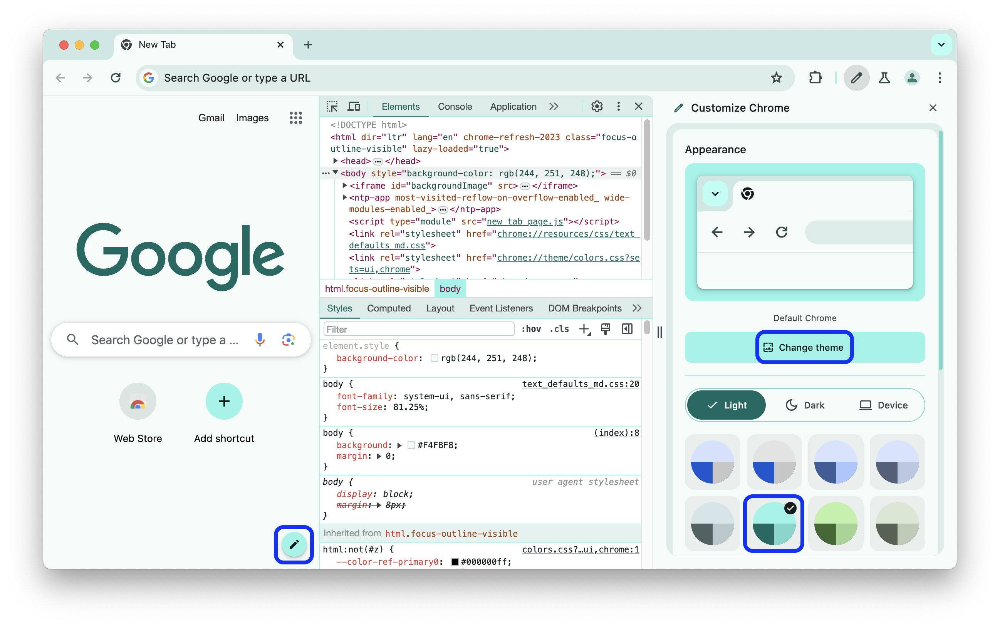 New Tab
Search Google or type a URL
Gmail Images
Google
Search Google or type a ...
Web Store
Add shortcut
Elements Console Application
<!DOCTYPE html>
<html dir="ltr" lang="en" chrome-refresh-2023 class="focus-o
utline-visible" lazy-loaded="true">
<head>…</head>
<body style="background-color: rgb(244, 251, 248);"> == $0
<iframe id="backgroundImage" src>…</iframe>
<ntp-app most-visited-reflow-on-overflow-enabled_ wide-
modules-enabled_>…</ntp-app>
<script type="module" src="new_tab_page.js"></script>
<link rel="stylesheet" href="chrome://resources/css/text_
defaults_md.css">
<link rel="stylesheet" href="chrome://theme/colors.css?se
ts=ui,chrome">
html.focus-outline-visible body
Styles Computed Layout Event Listeners DOM Breakpoints
Filter :hov .cls
element.style {
background-color: rgb(244, 251, 248);
}
body { text_defaults_md.css:20
font-family: system-ui, sans-serif;
font-size: 81.25%;
}
body { (index):8
background: #F4FBF8;
margin: 0;
}
body { user agent stylesheet
display: block;
margin: 8px;
}
Inherited from html.focus-outline-visible
html:not(#z) { colors.css?…ui,chrome:1
--color-ref-primary0: #000000ff;
Customize Chrome
Appearance
Default Chrome
Change theme
Light Dark Device